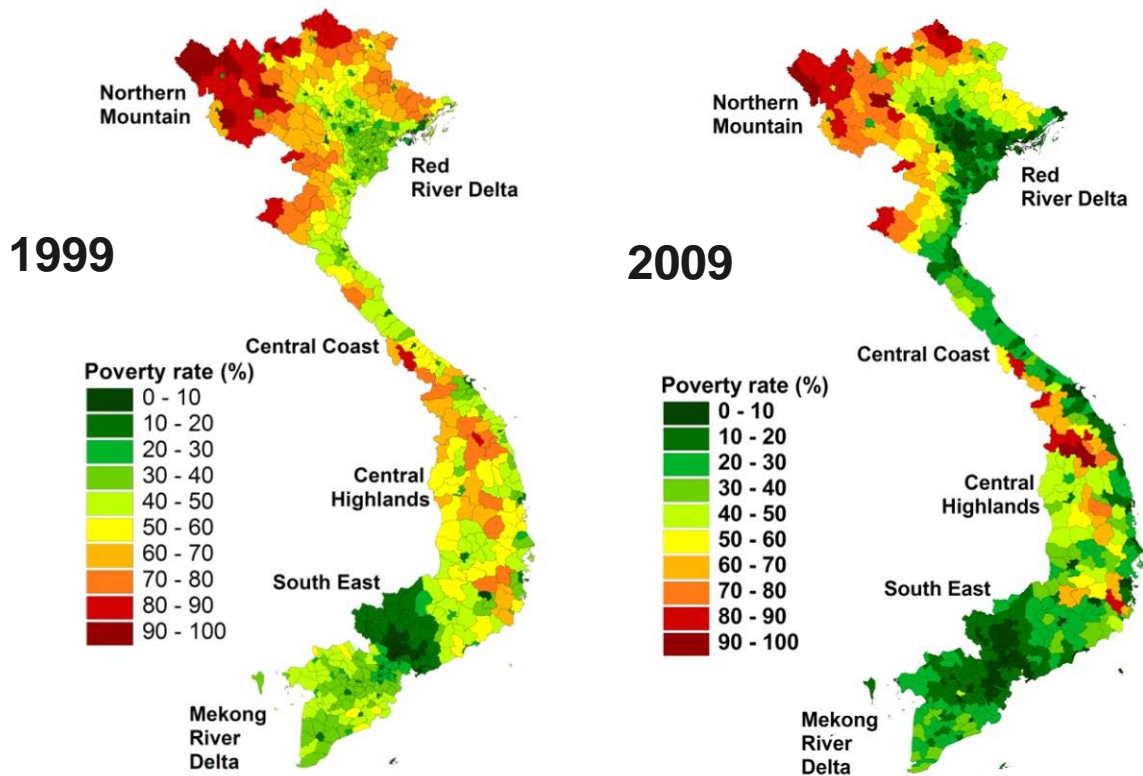 Northern
Mountain
Red
River Delta
1999
Central Coast
Poverty rate (%)
0 - 10
10 - 20
20 - 30
30 - 40
40 - 50
50 - 60
60 - 70
70 - 80
80 - 90
90 - 100
Central
Highlands
South East
Mekong
River
Delta
Northern
Mountain
Red
River Delta
2009
Central Coast
Poverty rate (%)
0 - 10
10 - 20
20 - 30
30 - 40
40 - 50
50 - 60
60 - 70
70 - 80
80 - 90
90 - 100
Central
Highlands
South East
Mekong
River
Delta